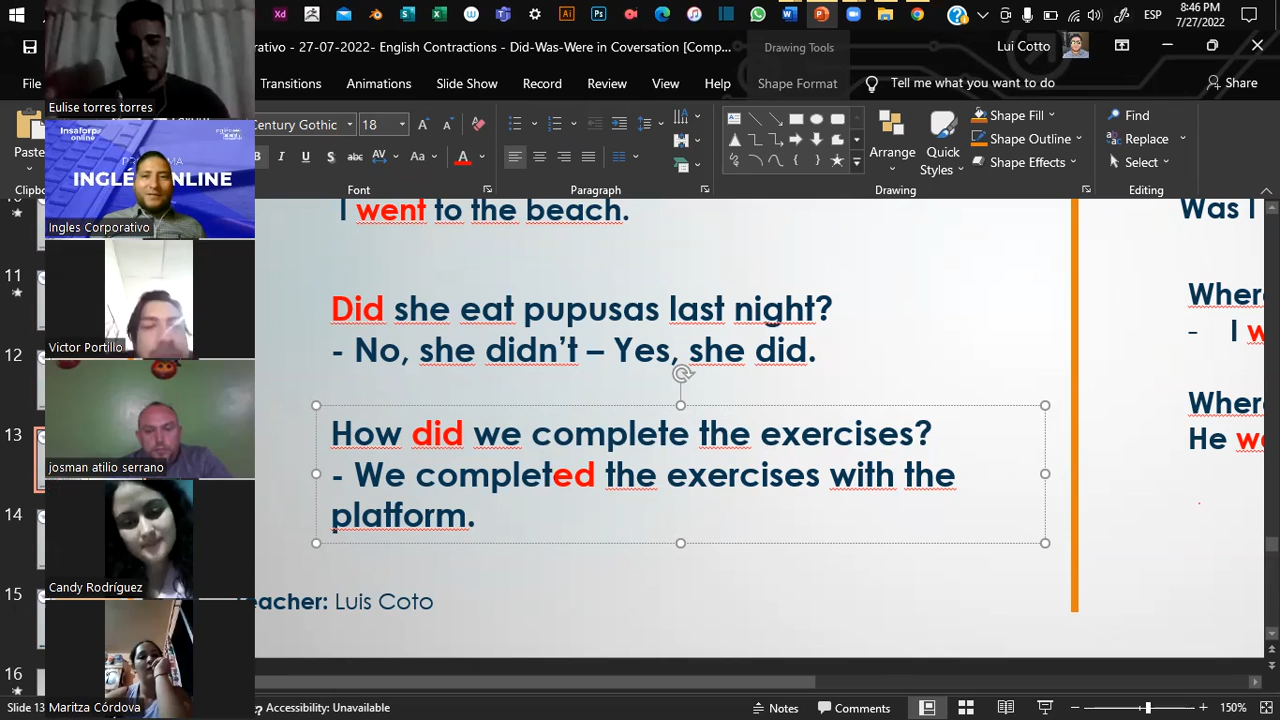 8:46 PM
ESP
7/27/2022
rativo - 27-07-2022- English Contractions - Did-Was-Were in Coversation [Comp...
Drawing Tools
Lui Cotto
File
Transitions
Animations
Slide Show
Record
Review
View
Help
Shape Format
Tell me what you want to do
Share
Century Gothic
18
Arrange
Quick
Styles
Shape Fill
Shape Outline
Shape Effects
Find
Replace
Select
Font
Paragraph
Drawing
Editing
Eulise torres torres
Insaforp
online
INGLÉ NLINE
Ingles Corporativo
Victor Portillo
josman atilio serrano
Candy Rodríguez
Maritza Córdova
11
12
13
14
15
16
I went to the beach.
Did she eat pupusas last night?
- No, she didn’t – Yes, she did.
How did we complete the exercises?
- We completed the exercises with the
platform.
Teacher: Luis Coto
Was I
Wher
- I w
Wher
He w
Slide 13
Accessibility: Unavailable
Notes
Comments
150%